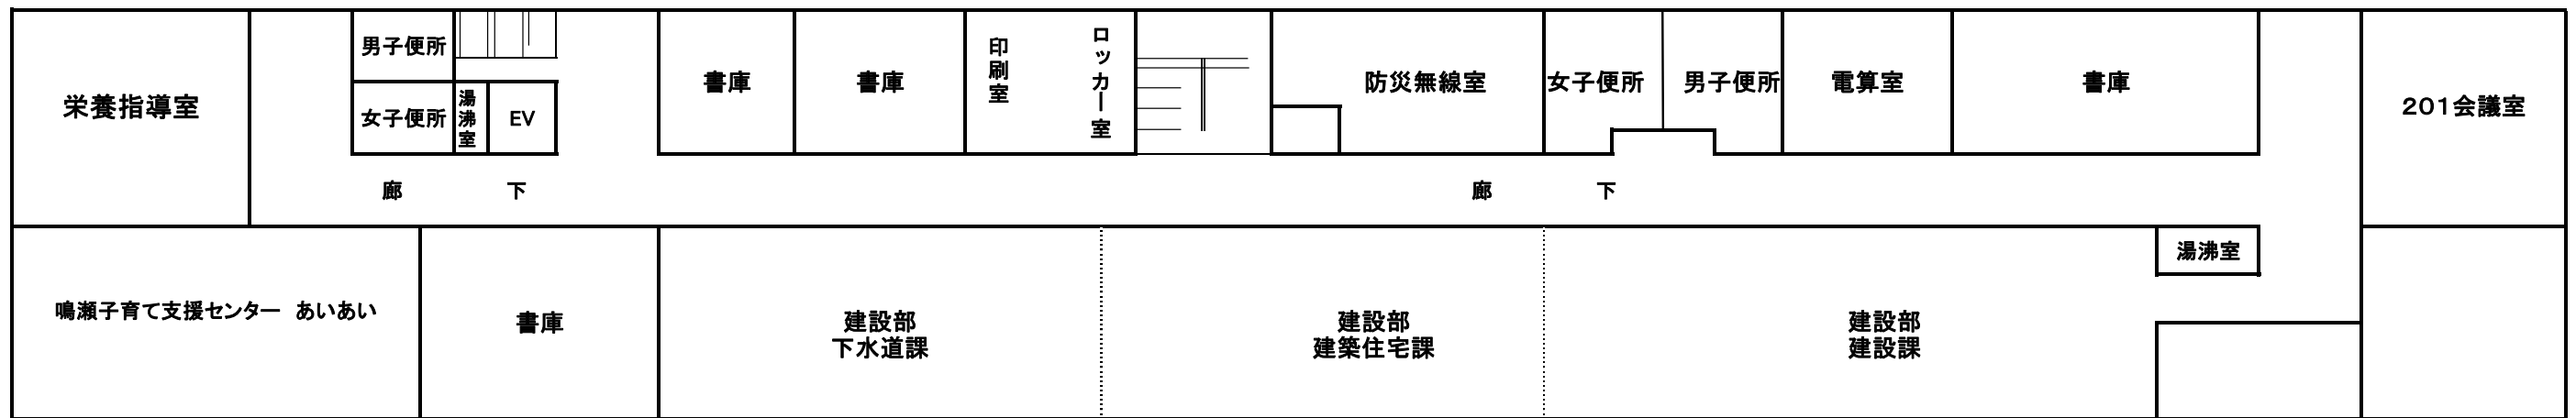 男子便所
栄養指導室
女子便所
湯沸室
EV
書庫
書庫
印刷室
ロッカー室
防災無線室
女子便所
男子便所
電算室
書庫
201会議室
廊下
廊下
鳴瀬子育て支援センター あいあい
書庫
建設部
下水道課
建設部
建築住宅課
建設部
建設課
湯沸室